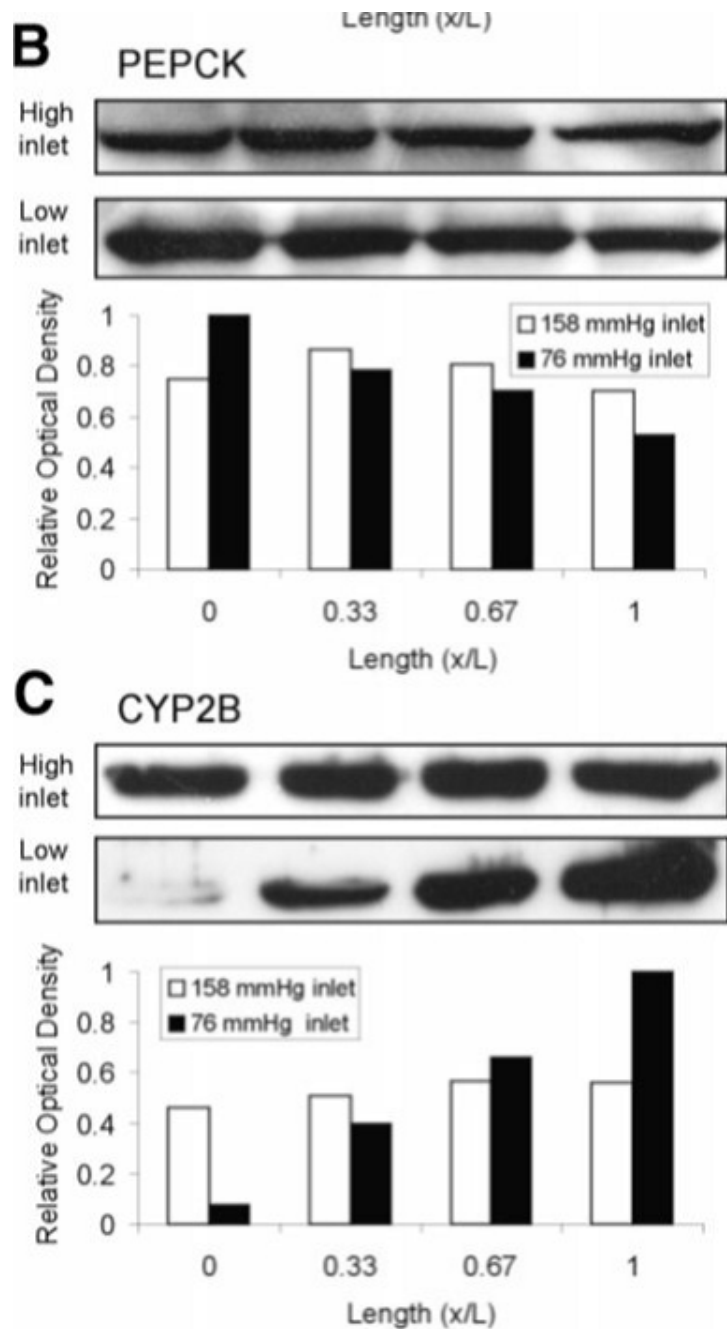 Length (x/L)
B
PEPCK
High
inlet
Low
inlet
Relative Optical Density
1
0.8
0.6
0.4
0.2
0
158 mmHg inlet
76 mmHg inlet
0 0.33 0.67 1
Length (x/L)
C
CYP2B
High
inlet
Low
inlet
Relative Optical Density
1
0.8
0.6
0.4
0.2
0
158 mmHg inlet
76 mmHg inlet
0 0.33 0.67 1
Length (x/L)